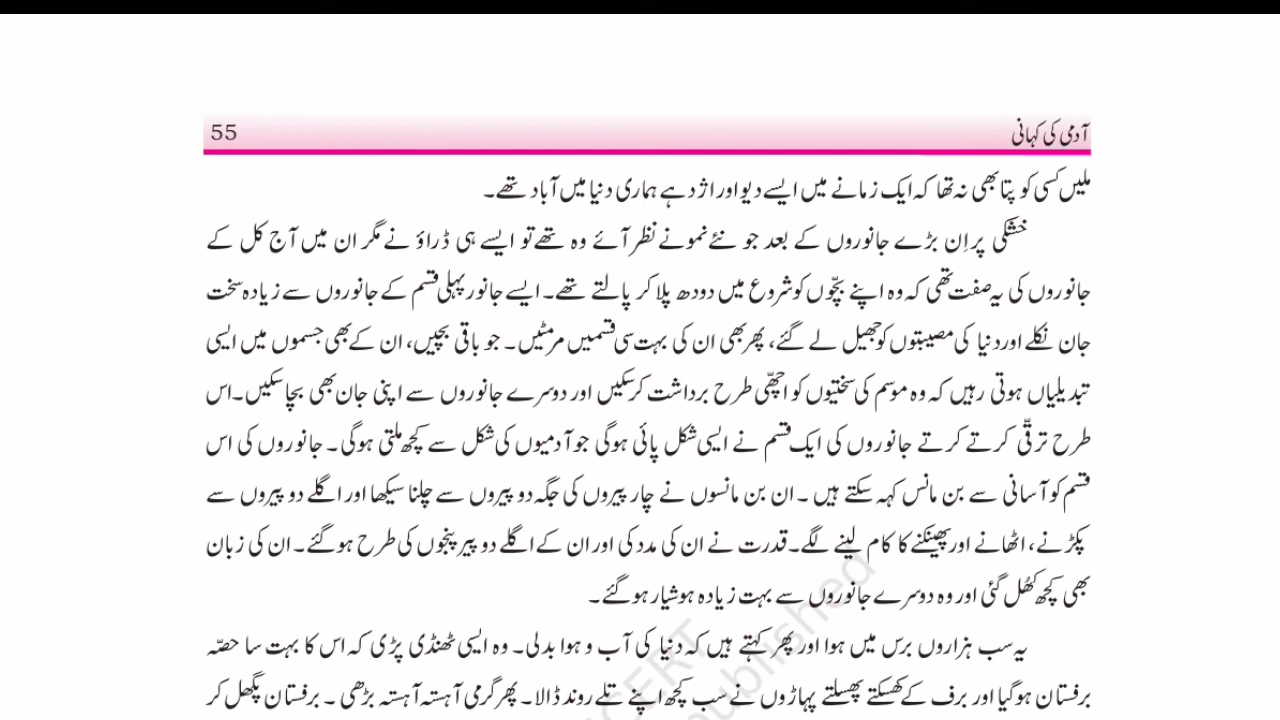 آدمی کی کہانی 55
ملیں کسی کو پتا بھی نہ تھا کہ ایک زمانے میں ایسے دیو اور اژدہے ہماری دنیا میں آباد تھے۔
خشکی پر اِن بڑے جانوروں کے بعد جو نئے نمونے نظر آئے وہ تھے تو ایسے ہی ڈراؤنے مگر ان میں آج کل کے
جانوروں کی یہ صفت تھی کہ وہ اپنے بچّوں کو شروع میں دودھ پلا کر پالتے تھے۔ ایسے جانور پہلی قسم کے جانوروں سے زیادہ سخت
جان نکلے اور دنیا کی مصیبتوں کو جھیل لے گئے، پھر بھی ان کی بہت سی قسمیں مرمٹیں۔ جو باقی بچیں، ان کے بھی جسموں میں ایسی
تبدیلیاں ہوتی رہیں کہ وہ موسم کی سختیوں کو اچھّی طرح برداشت کر سکیں اور دوسرے جانوروں سے اپنی جان بھی بچا سکیں۔ اس
طرح ترقّی کرتے کرتے جانوروں کی ایک قسم نے ایسی شکل پائی ہوگی جو آدمیوں کی شکل سے کچھ ملتی ہوگی۔ جانوروں کی اس
قسم کو آسانی سے بن مانس کہہ سکتے ہیں۔ ان بن مانسوں نے چار پیروں کی جگہ دو پیروں سے چلنا سیکھا اور اگلے دو پیروں سے
پکڑنے، اٹھانے اور پھینکنے کا کام لینے لگے۔ قدرت نے ان کی مدد کی اور ان کے اگلے دو پیر پنجوں کی طرح ہوگئے۔ ان کی زبان
بھی کچھ کھُل گئی اور وہ دوسرے جانوروں سے بہت زیادہ ہوشیار ہوگئے۔
یہ سب ہزاروں برس میں ہوا اور پھر کہتے ہیں کہ دنیا کی آب و ہوا بدلی۔ وہ ایسی ٹھنڈی پڑی کہ اس کا بہت سا حصّہ
برفستان ہوگیا اور برف کے کھسکتے پھسلتے پہاڑوں نے سب کچھ اپنے تلے روند ڈالا۔ پھر گرمی آہستہ آہستہ بڑھی۔ برفستان پگھل کر
NCERT
published